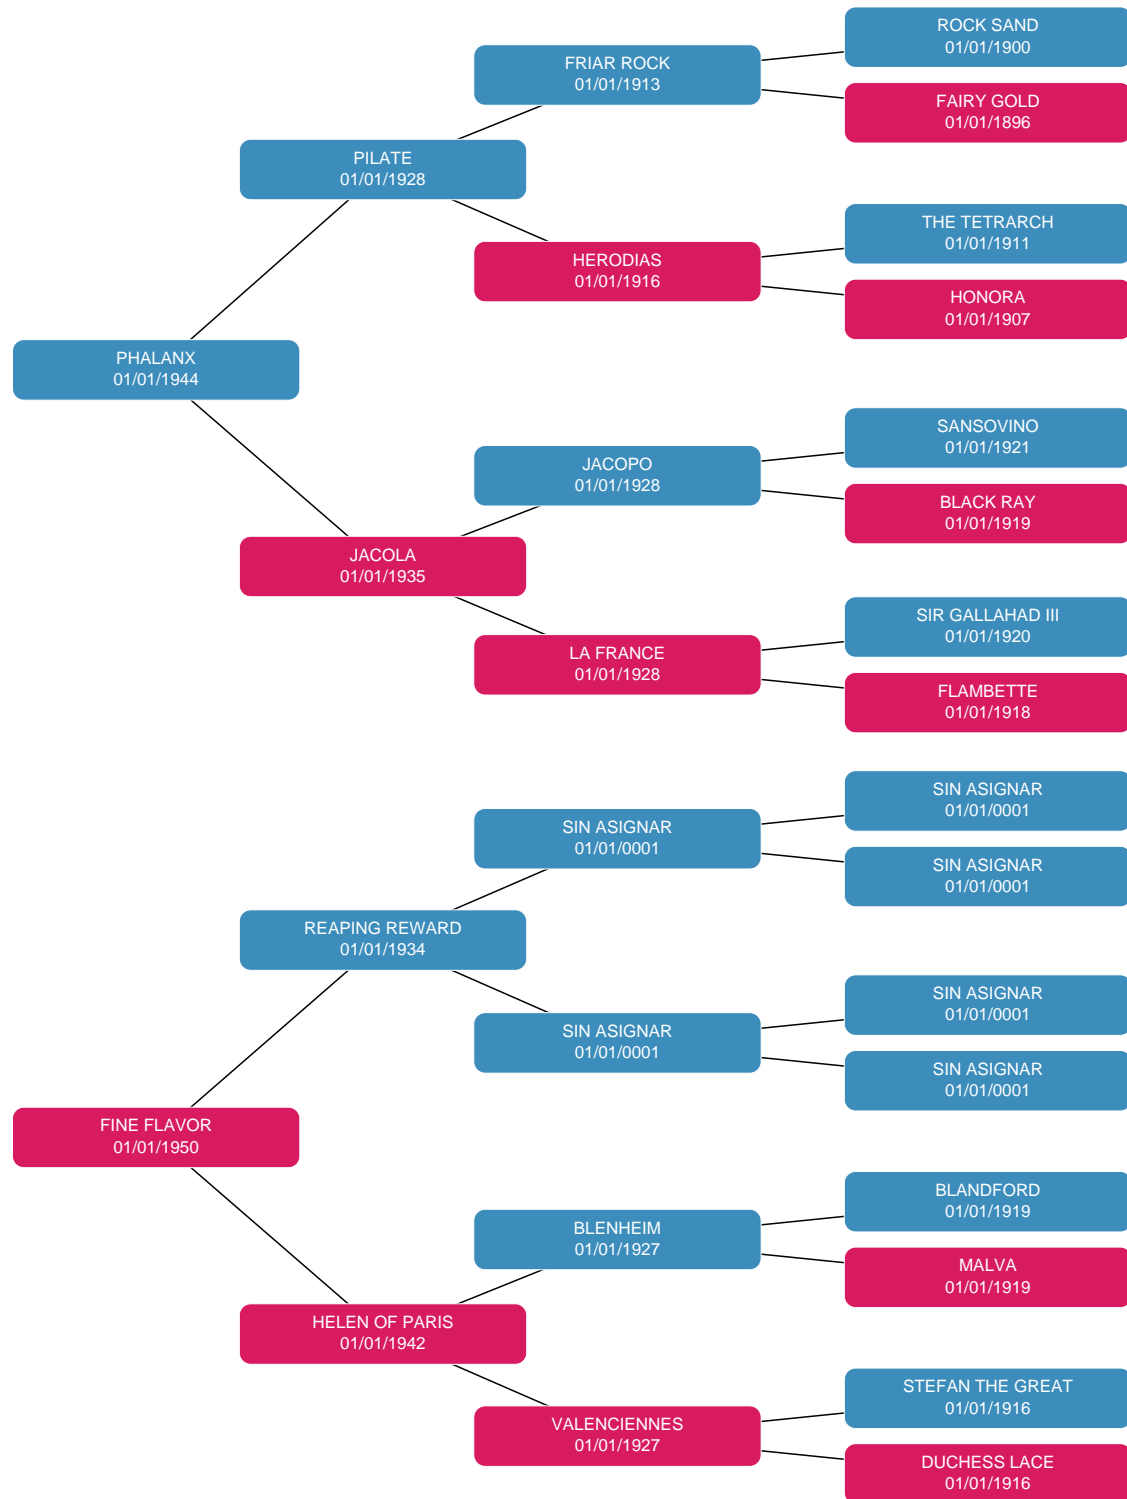 ROCK SAND
01/01/1900
FRIAR ROCK
01/01/1913
FAIRY GOLD
01/01/1896
PILATE
01/01/1928
THE TETRARCH
01/01/1911
HERODIAS
01/01/1916
HONORA
01/01/1907
PHALANX
01/01/1944
SANSOVINO
01/01/1921
JACOPO
01/01/1928
BLACK RAY
01/01/1919
JACOLA
01/01/1935
SIR GALLAHAD III
01/01/1920
LA FRANCE
01/01/1928
FLAMBETTE
01/01/1918
SIN ASIGNAR
01/01/0001
SIN ASIGNAR
01/01/0001
SIN ASIGNAR
01/01/0001
REAPING REWARD
01/01/1934
SIN ASIGNAR
01/01/0001
SIN ASIGNAR
01/01/0001
SIN ASIGNAR
01/01/0001
FINE FLAVOR
01/01/1950
BLANDFORD
01/01/1919
BLENHEIM
01/01/1927
MALVA
01/01/1919
HELEN OF PARIS
01/01/1942
STEFAN THE GREAT
01/01/1916
VALENCIENNES
01/01/1927
DUCHESS LACE
01/01/1916